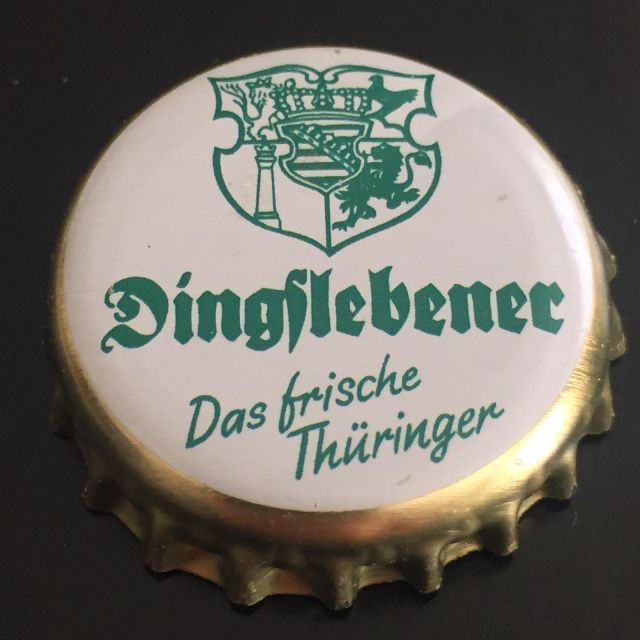 Dingſlebener
Das frische
Thüringer